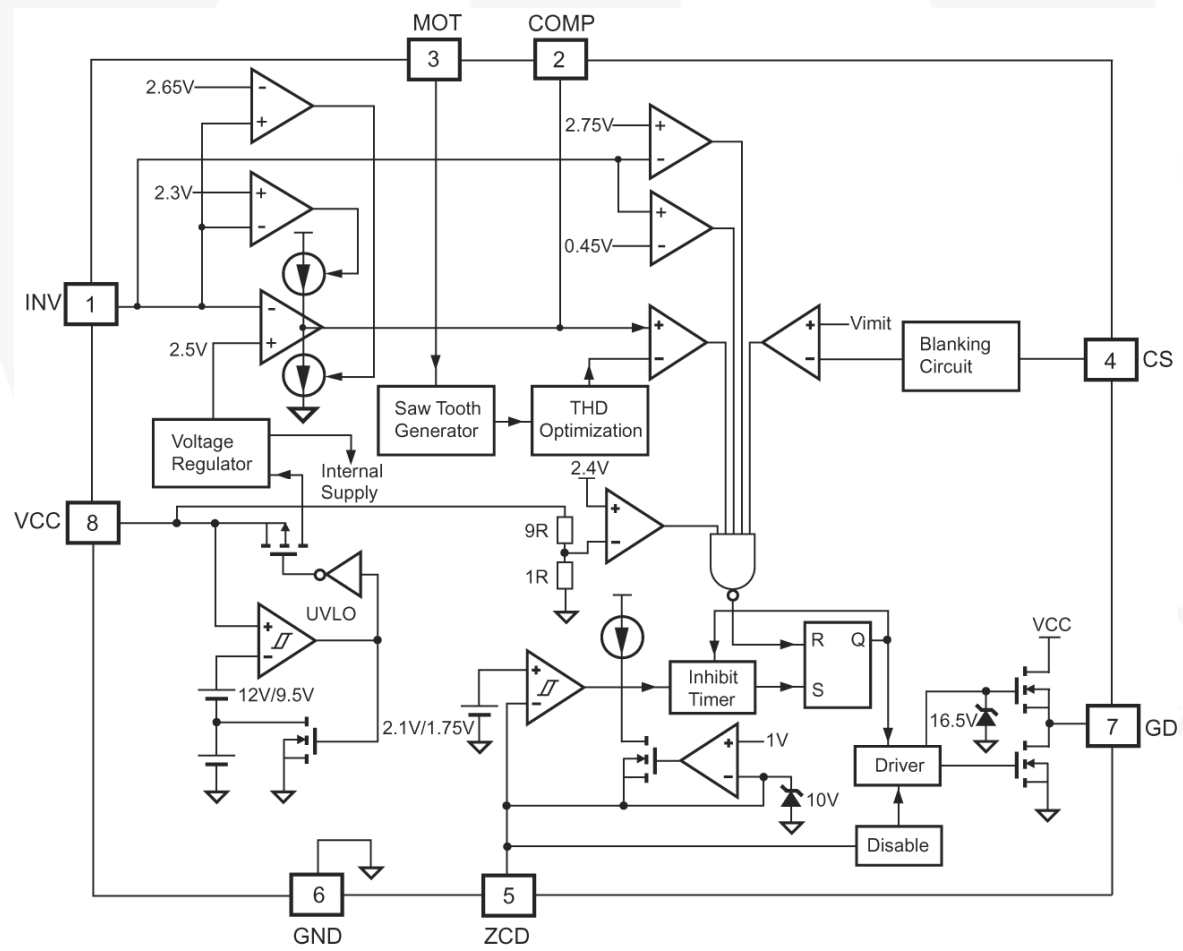 MOT
COMP
3
2
2.65V
-
+
2.75V
+
-
2.3V
+
-
+
0.45V
-
INV
1
-
+
2.5V
+
-
Vimit
+
-
Blanking
Circuit
4
CS
Saw Tooth
Generator
THD
Optimization
Voltage
Regulator
Internal
Supply
2.4V
+
-
VCC
8
9R
1R
UVLO
+
-
12V/9.5V
R
Q
S
VCC
+
-
Inhibit
Timer
2.1V/1.75V
16.5V
7
GD
1V
+
-
Driver
10V
Disable
6
5
GND
ZCD